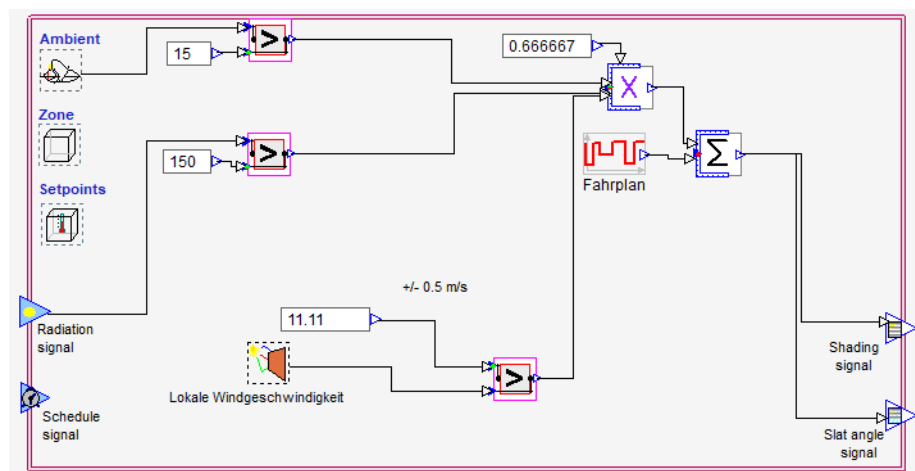 Ambient
15
>
0.666667
X
Zone
150
>
Fahrplan
Σ
Setpoints
+/- 0.5 m/s
11.11
Radiation
signal
>
Lokale Windgeschwindigkeit
Shading
signal
Schedule
signal
Slat angle
signal